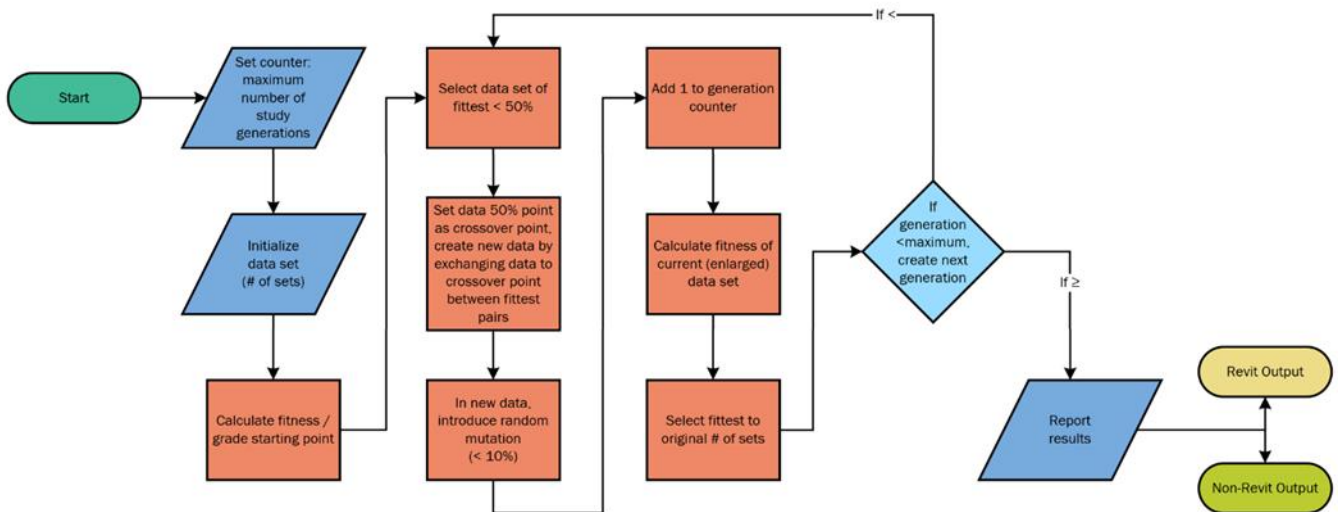 Start
Set counter:
maximum
number of
study
generations
Initialize
data set
(# of sets)
Calculate fitness /
grade starting point
Select data set of
fittest < 50%
Set data 50% point
as crossover point,
create new data by
exchanging data to
crossover point
between fittest
pairs
In new data,
introduce random
mutation
(< 10%)
Add 1 to generation
counter
Calculate fitness of
current (enlarged)
data set
Select fittest to
original # of sets
If
generation
<maximum,
create next
generation
If <
If ≥
Report
results
Revit Output
Non-Revit Output